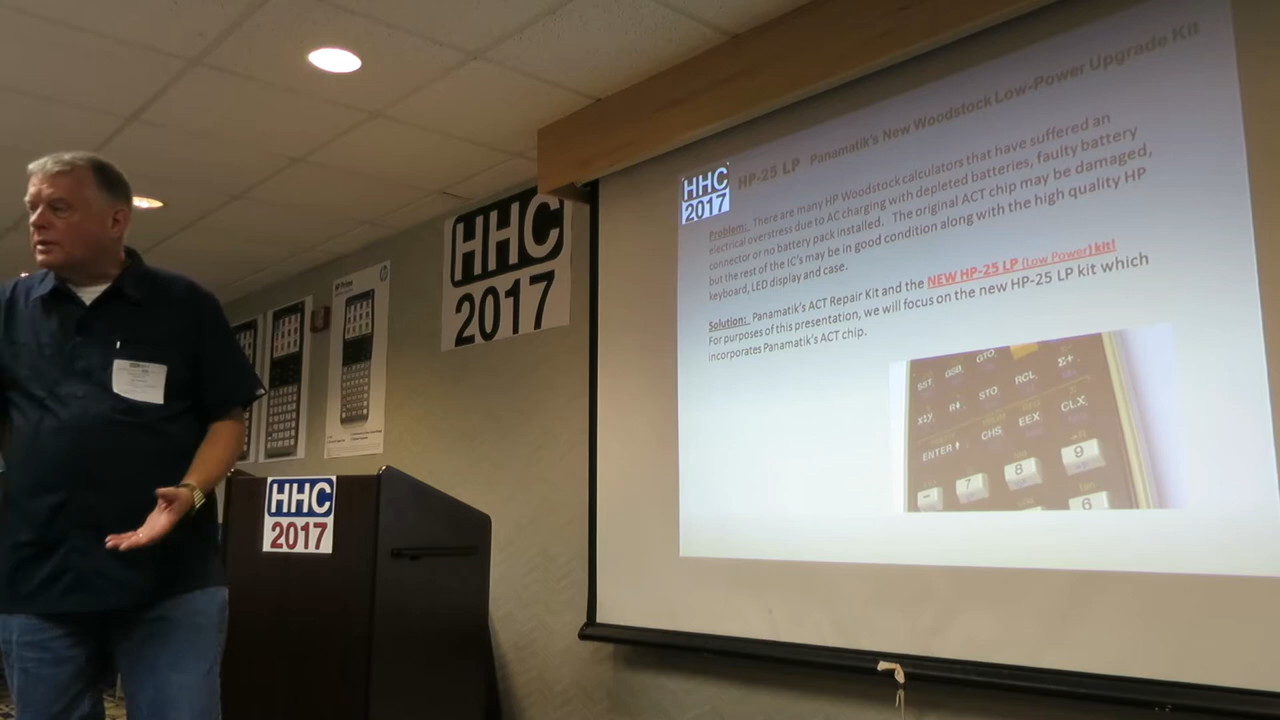 HHC
2017
HP-25 LP Panamatik's New Woodstock Low-Power Upgrade Kit
Problem: There are many HP Woodstock calculators that have suffered an
electrical overstress due to AC charging with depleted batteries, faulty battery
connector or no battery pack installed. The original ACT chip may be damaged,
but the rest of the IC's may be in good condition along with the high quality HP
keyboard, LED display and case.
Solution: Panamatik's ACT Repair Kit and the NEW HP-25 LP (Low Power) kit!
For purposes of this presentation, we will focus on the new HP-25 LP kit which
incorporates Panamatik's ACT chip.
SST GSB GTO
x⇄y R↓ STO RCL Σ+
ENTER↑ CHS EEX CLX
- 7 8 9
6
HHC
2017
HP Prime
hp
HHC
2017